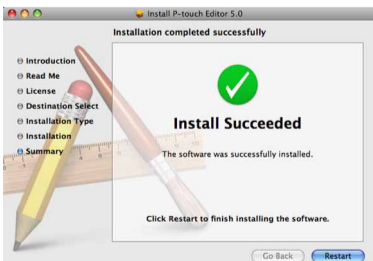 Install P-touch Editor 5.0
Installation completed successfully
Introduction
Read Me
License
Destination Select
Installation Type
Installation
Summary
Install Succeeded
The software was successfully installed.
Click Restart to finish installing the software.
Go Back
Restart